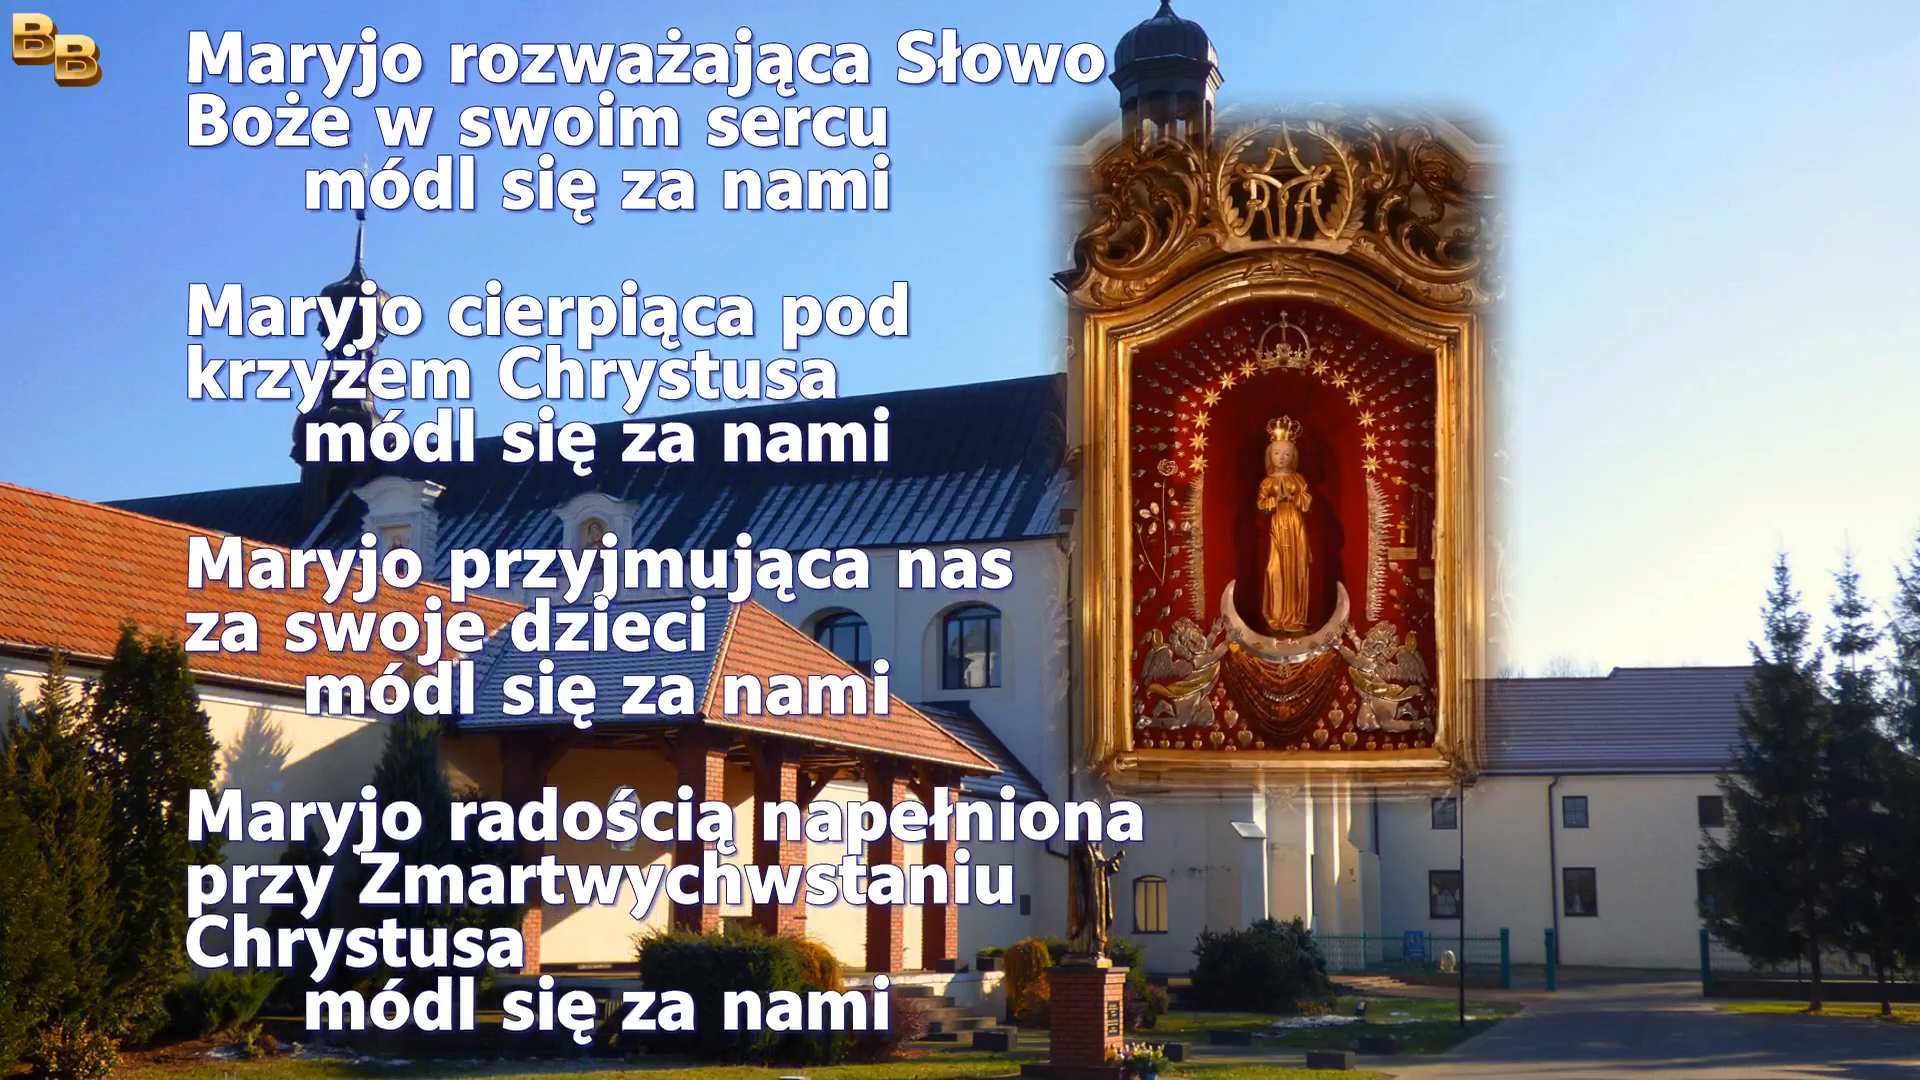 BB
Maryjo rozważająca Słowo
Boże w swoim sercu
módl się za nami
Maryjo cierpiąca pod
krzyżem Chrystusa
módl się za nami
Maryjo przyjmująca nas
za swoje dzieci
módl się za nami
Maryjo radością napełniona
przy Zmartwychwstaniu
Chrystusa
módl się za nami